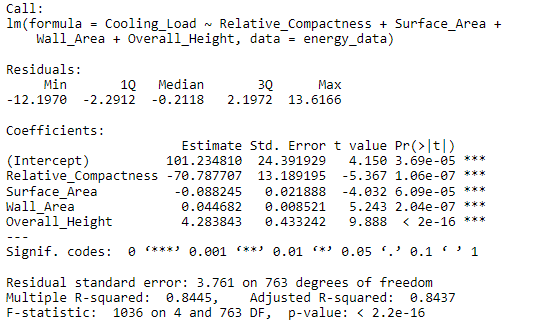 Call:
lm(formula = Cooling_Load ~ Relative_Compactness + Surface_Area +
    Wall_Area + Overall_Height, data = energy_data)

Residuals:
     Min       1Q   Median       3Q      Max
-12.1970  -2.2912  -0.2118   2.1972  13.6166

Coefficients:
                       Estimate Std. Error t value Pr(>|t|)
(Intercept)          101.234810  24.391929   4.150 3.69e-05 ***
Relative_Compactness -70.787707  13.189195  -5.367 1.06e-07 ***
Surface_Area          -0.088245   0.021888  -4.032 6.09e-05 ***
Wall_Area              0.044682   0.008521   5.243 2.04e-07 ***
Overall_Height         4.283843   0.433242   9.888  < 2e-16 ***
---
Signif. codes:  0 ‘***’ 0.001 ‘**’ 0.01 ‘*’ 0.05 ‘.’ 0.1 ‘ ’ 1

Residual standard error: 3.761 on 763 degrees of freedom
Multiple R-squared:  0.8445,    Adjusted R-squared:  0.8437
F-statistic:  1036 on 4 and 763 DF,  p-value: < 2.2e-16